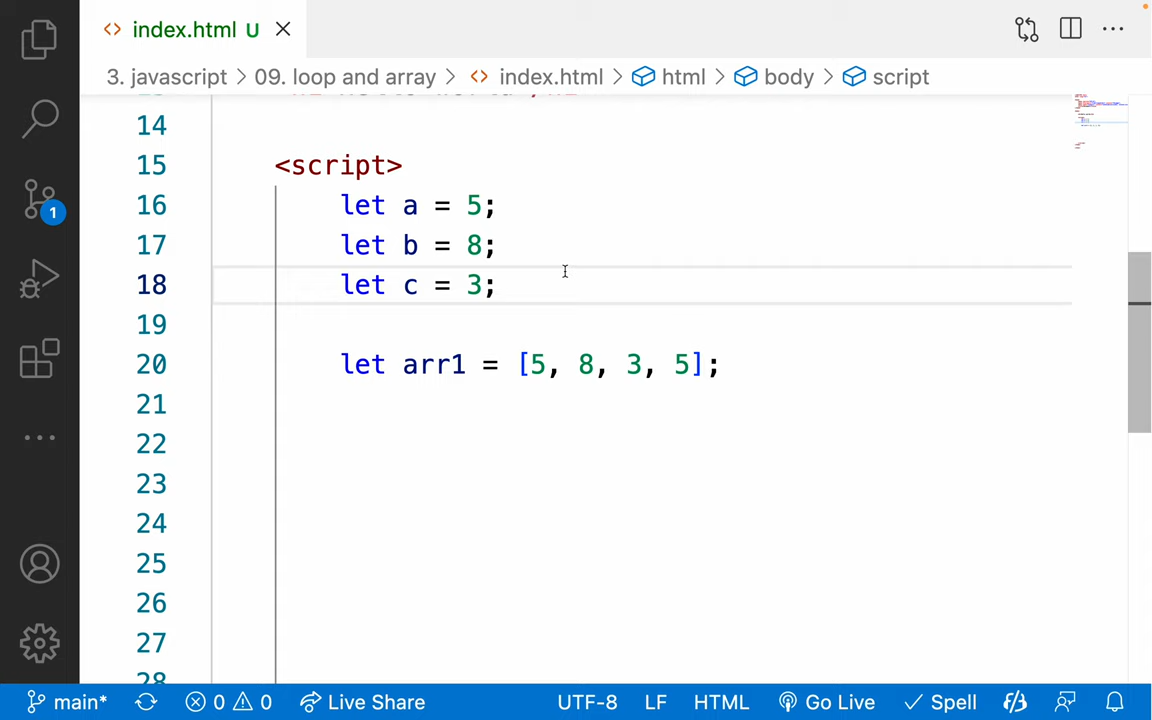 index.html U
3. javascript > 09. loop and array > index.html > html > body > script
14
15 <script>
16 let a = 5;
17 let b = 8;
18 let c = 3;
19
20 let arr1 = [5, 8, 3, 5];
21
22
23
24
25
26
27
28
1
main* 0 0 Live Share UTF-8 LF HTML Go Live Spell